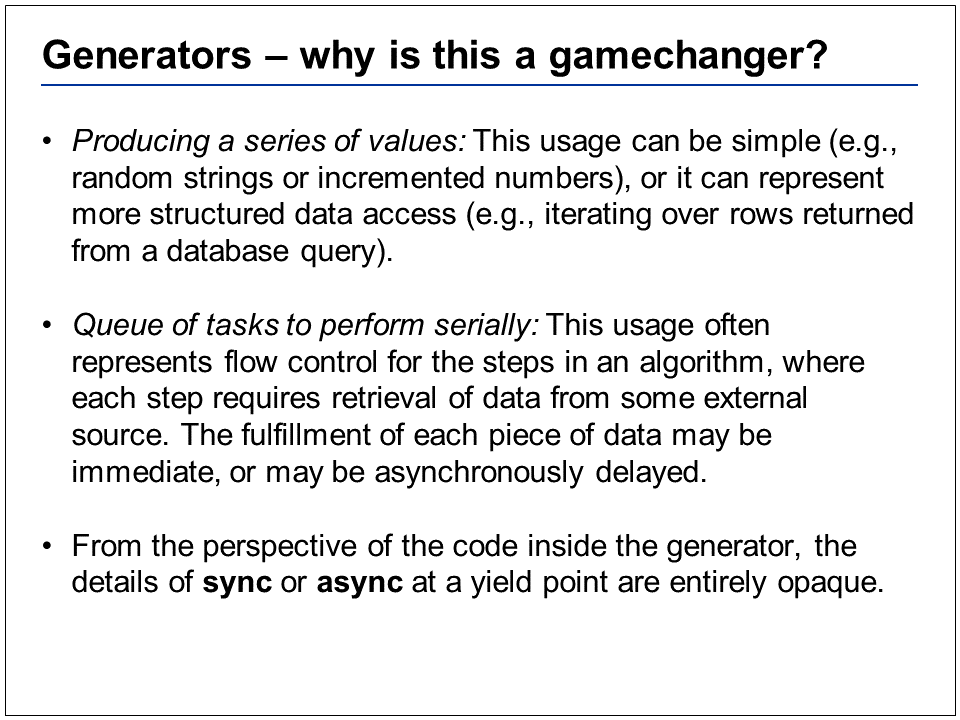 Generators – why is this a gamechanger?
• Producing a series of values: This usage can be simple (e.g.,
random strings or incremented numbers), or it can represent
more structured data access (e.g., iterating over rows returned
from a database query).
• Queue of tasks to perform serially: This usage often
represents flow control for the steps in an algorithm, where
each step requires retrieval of data from some external
source. The fulfillment of each piece of data may be
immediate, or may be asynchronously delayed.
• From the perspective of the code inside the generator, the
details of sync or async at a yield point are entirely opaque.